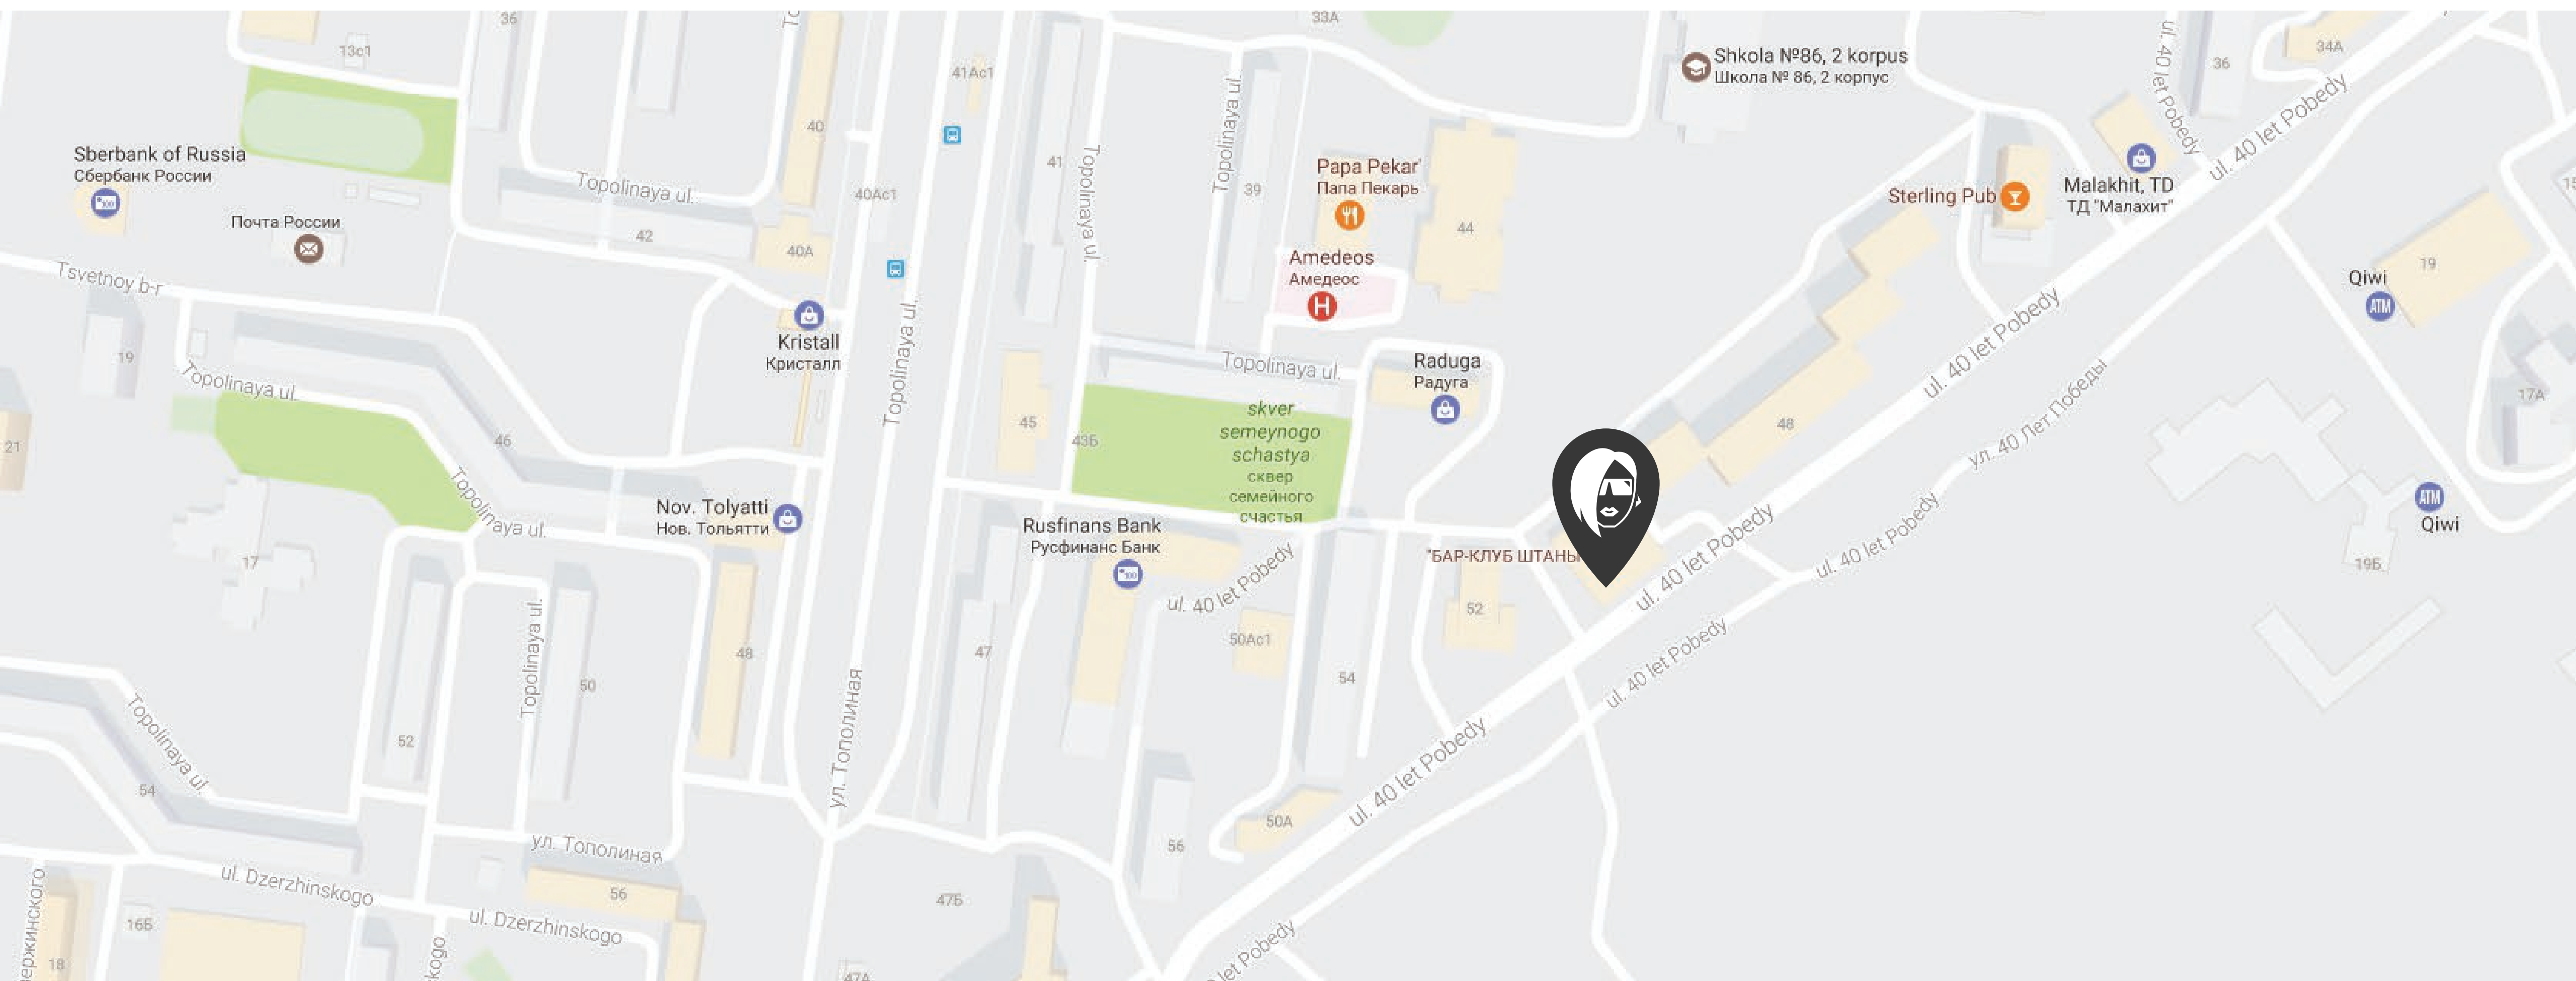 36
33A
13с1
40
41Ас1
Shkola №86, 2 korpus
Школа № 86, 2 корпус
36
34А
ul. 40 let Pobedy
ul. 40 let Pobedy
Sberbank of Russia
Сбербанк России
Почта России
Topolinaya ul.
42
40А
40Ас1
41
Topolinaya ul.
Topolinaya ul.
39
Papa Pekar'
Папа Пекарь
44
Amedeos
Амедеос
Sterling Pub
Malakhit, TD
ТД "Малахит"
Tsvetnoy b-r
Kristall
Кристалл
Topolinaya ul.
19
Topolinaya ul.
Topolinaya ul.
Raduga
Радуга
Qiwi
ATM
19
ul. 40 let Pobedy
ул. 40 Лет Победы
17А
21
46
45
43Б
skver
semeynogo
schastya
сквер
семейного
счастья
48
Topolinaya ul.
Nov. Tolyatti
Нов. Тольятти
Rusfinans Bank
Русфинанс Банк
"БАР-КЛУБ ШТАНЫ
ul. 40 let Pobedy
ul. 40 let Pobedy
ATM
Qiwi
19Б
17
ul. 40 let Pobedy
50Ас1
52
ul. 40 let Pobedy
Topolinaya ul.
48
47
50
54
52
Topolinaya ul.
54
ул. Тополиная
ul. 40 let Pobedy
50А
56
ул. Тополиная
ul. Dzerzhinskogo
56
47Б
ul. Dzerzhinskogo
16Б
18
47А
let Pobedy